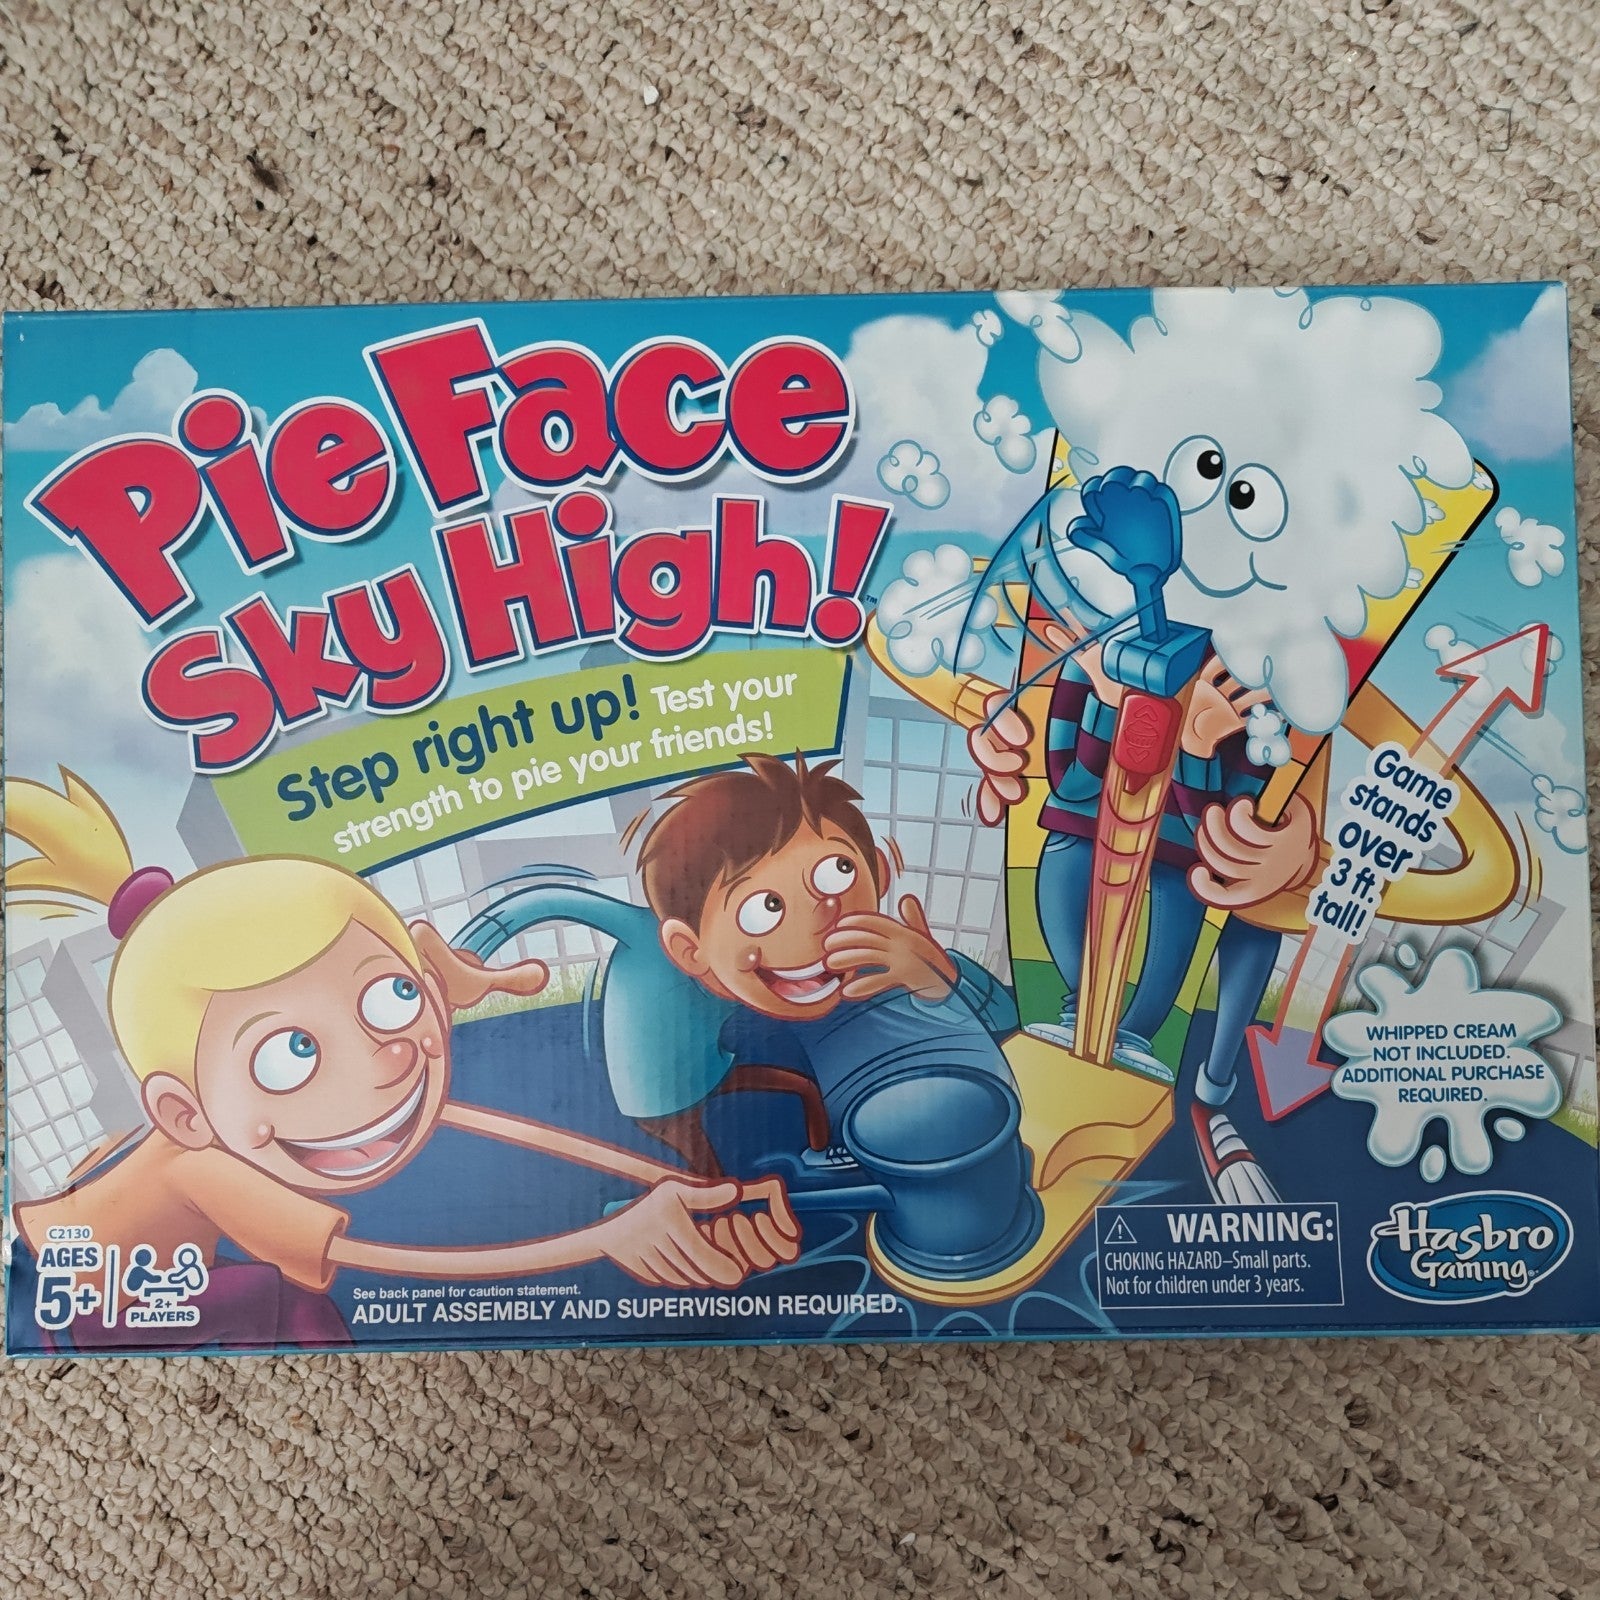 Pie Face
Sky High!™
Step right up! Test your
strength to pie your friends!
Game
stands
over
3 ft.
tall!
WHIPPED CREAM
NOT INCLUDED.
ADDITIONAL PURCHASE
REQUIRED.
C2130
AGES
5+
2+
PLAYERS
See back panel for caution statement.
ADULT ASSEMBLY AND SUPERVISION REQUIRED.
WARNING:
CHOKING HAZARD–Small parts.
Not for children under 3 years.
Hasbro
Gaming